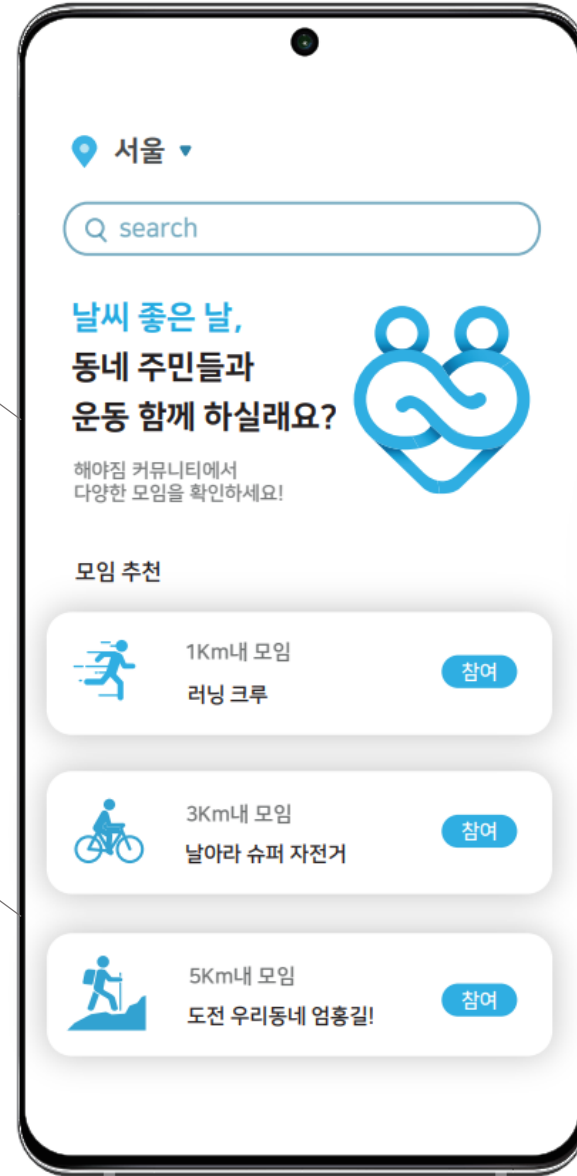 서울
search
날씨 좋은 날,
동네 주민들과
운동 함께 하실래요?
해야짐 커뮤니티에서
다양한 모임을 확인하세요!
모임 추천
1Km내 모임
러닝 크루
참여
3Km내 모임
날아라 슈퍼 자전거
참여
5Km내 모임
도전 우리동네 엄홍길!
참여